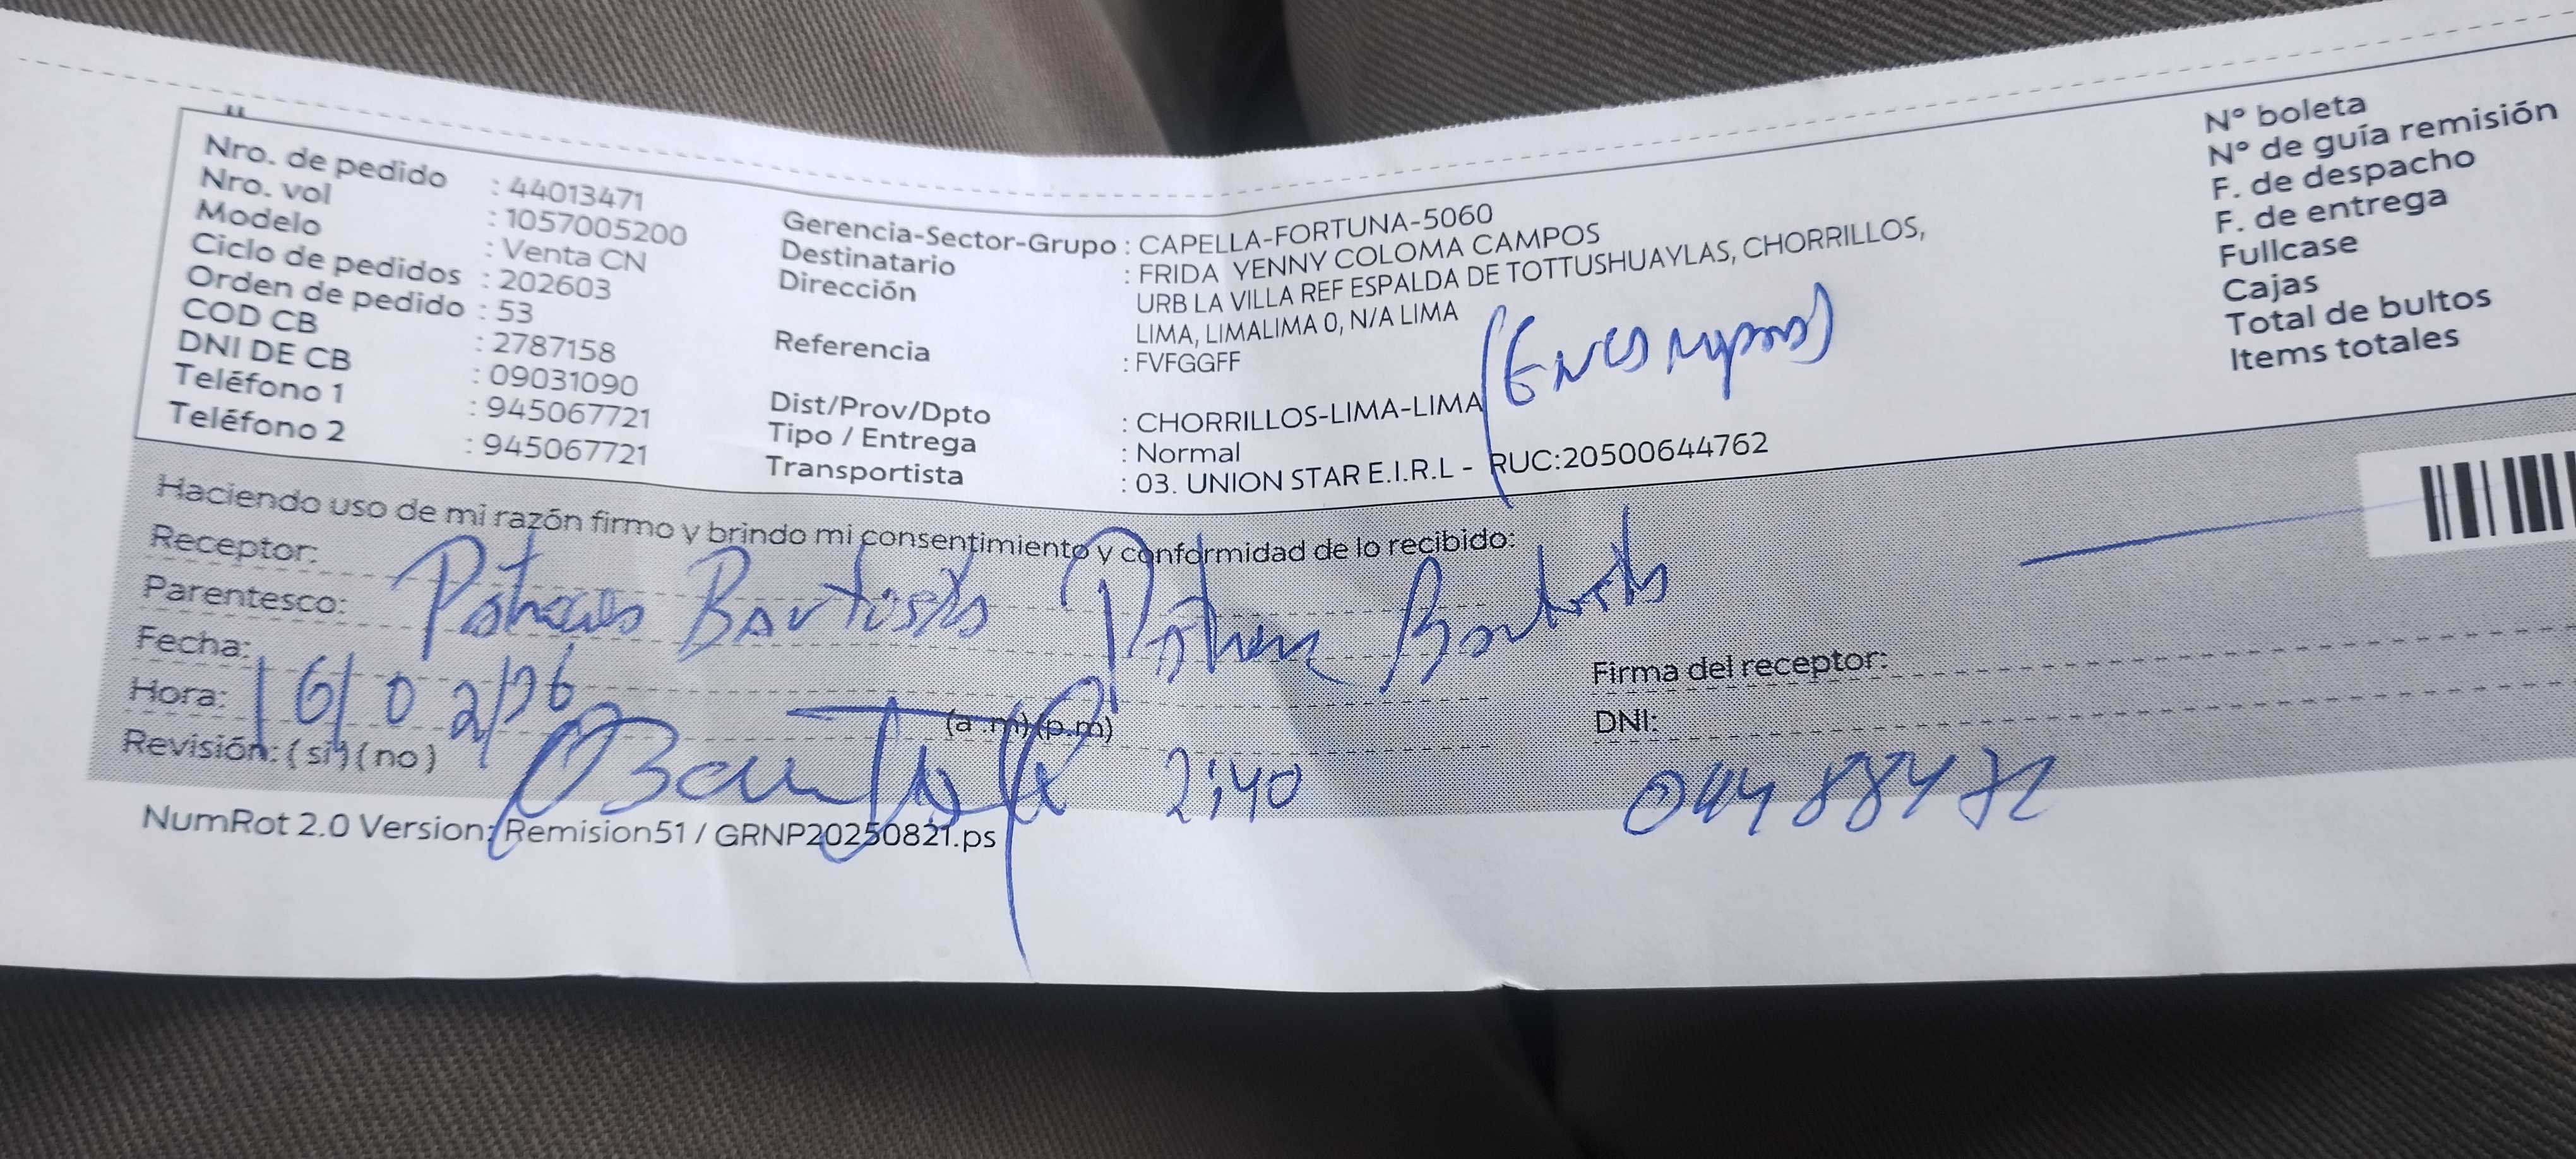 Nro. de pedido : 44013471
Nro. vol : 1057005200
Modelo : Venta CN
Ciclo de pedidos : 202603
Orden de pedido : 53
COD CB : 2787158
DNI DE CB : 09031090
Teléfono 1 : 945067721
Teléfono 2 : 945067721
Gerencia-Sector-Grupo : CAPELLA-FORTUNA-5060
Destinatario : FRIDA YENNY COLOMA CAMPOS
Dirección : URB LA VILLA REF ESPALDA DE TOTTUSHUAYLAS, CHORRILLOS,
LIMA, LIMALIMA 0, N/A LIMA
Referencia : FVFGGFF
Dist/Prov/Dpto : CHORRILLOS-LIMA-LIMA
Tipo / Entrega : Normal
Transportista : 03. UNION STAR E.I.R.L - RUC:20500644762
N° boleta
N° de guía remisión
F. de despacho
F. de entrega
Fullcase
Cajas
Total de bultos
Items totales
Haciendo uso de mi razón firmo y brindo mi consentimiento y conformidad de lo recibido:
Receptor:
Parentesco:
Fecha: 16/02/26
Hora: (a.m) (p.m) 2:40
Revisión: (si) (no)
Firma del receptor:
DNI:
NumRot 2.0 Version: Remision51 / GRNP20250821.ps